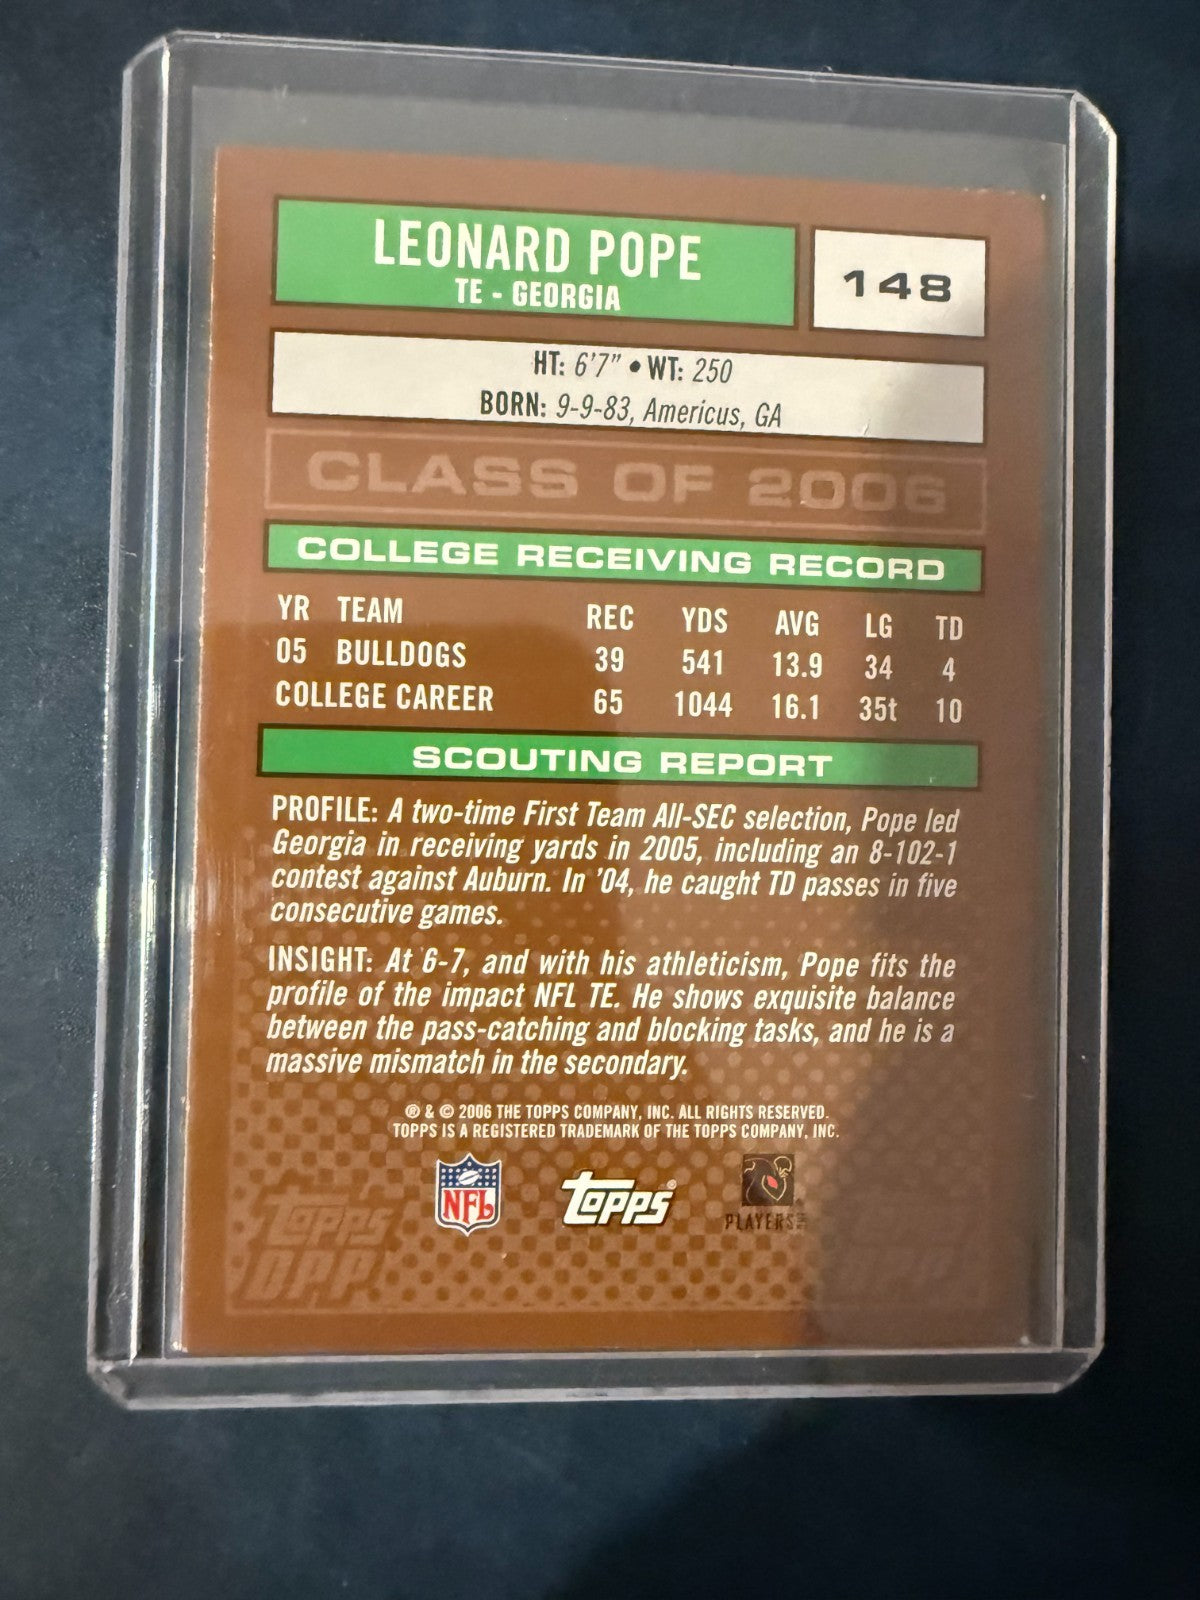 LEONARD POPE
TE - GEORGIA
148
HT: 6'7" • WT: 250
BORN: 9-9-83, Americus, GA
CLASS OF 2006
COLLEGE RECEIVING RECORD
YR TEAM REC YDS AVG LG TD
05 BULLDOGS 39 541 13.9 34 4
COLLEGE CAREER 65 1044 16.1 35t 10
SCOUTING REPORT
PROFILE: A two-time First Team All-SEC selection, Pope led
Georgia in receiving yards in 2005, including an 8-102-1
contest against Auburn. In '04, he caught TD passes in five
consecutive games.
INSIGHT: At 6-7, and with his athleticism, Pope fits the
profile of the impact NFL TE. He shows exquisite balance
between the pass-catching and blocking tasks, and he is a
massive mismatch in the secondary.
® & © 2006 THE TOPPS COMPANY, INC. ALL RIGHTS RESERVED.
TOPPS IS A REGISTERED TRADEMARK OF THE TOPPS COMPANY, INC.
NFL
Topps®
PLAYERS
Topps
DPP